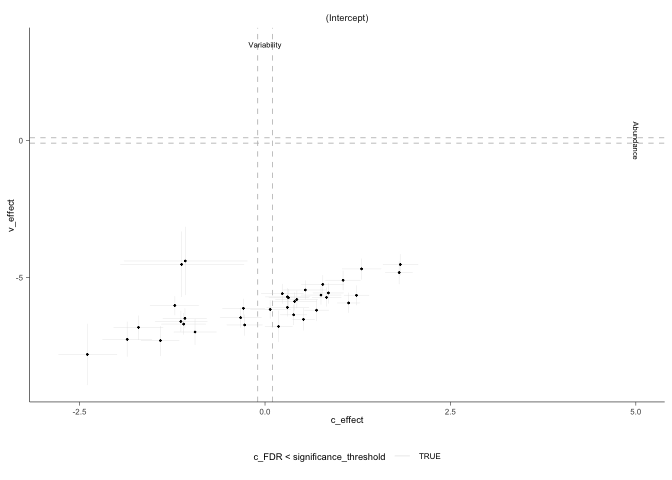 (Intercept)
Variability
Abundance
0
-5
v_effect
-2.5
0.0
2.5
5.0
c_effect
c_FDR < significance_threshold
TRUE